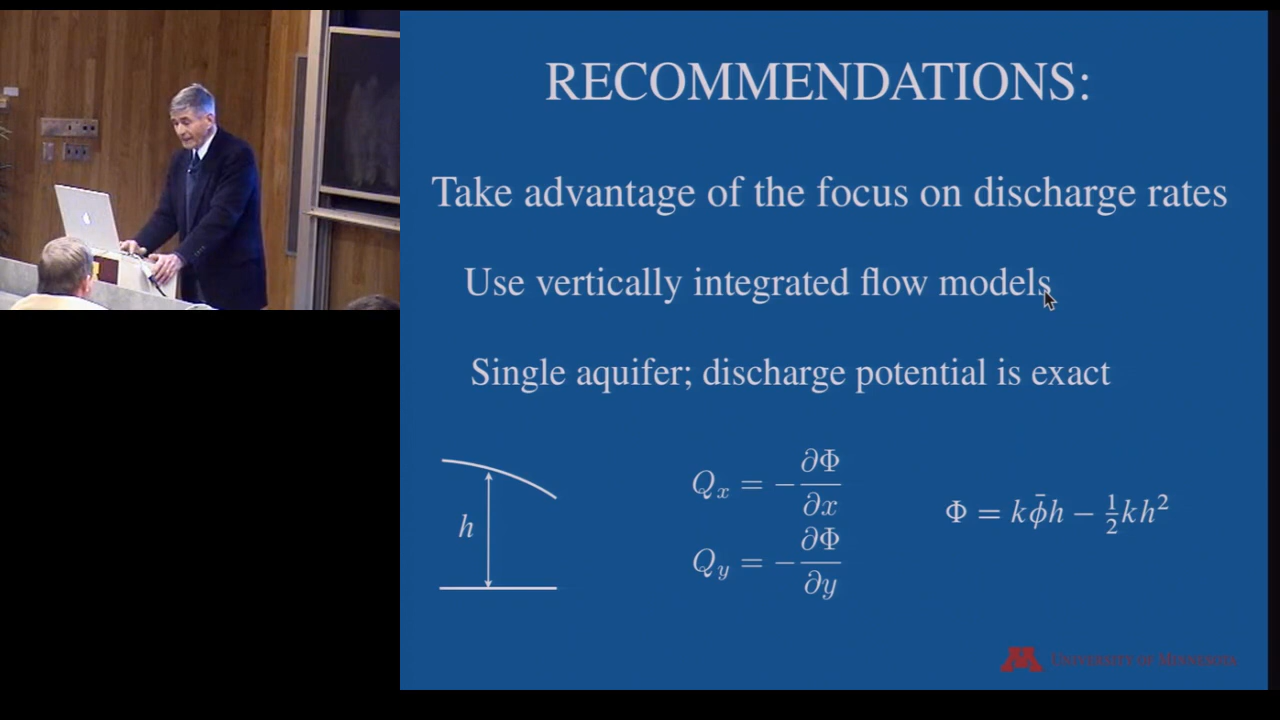 RECOMMENDATIONS:
Take advantage of the focus on discharge rates
Use vertically integrated flow models
Single aquifer; discharge potential is exact
h
Qₓ = −∂Φ/∂x
Q_y = −∂Φ/∂y
Φ = kϕ̄h − ½kh²
UNIVERSITY OF MINNESOTA